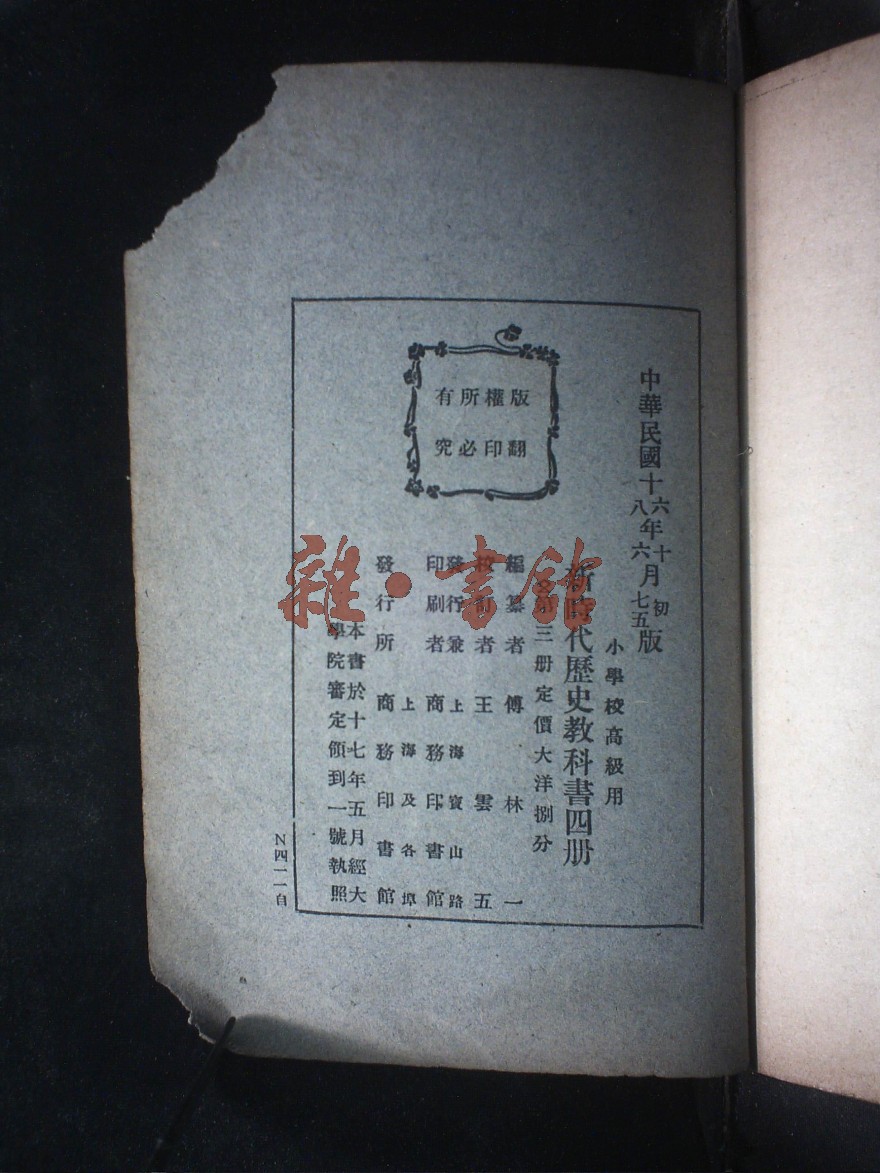 中華民國十六年十月初版
八六七五
小學校高級用
新時代歷史教科書四册
第三册定價大洋捌分
編纂者 傅林一
校訂者 王雲五
發行兼 上海寶山路
印刷者 商務印書館
上海及各埠
發行所 商務印書館
本書於十七年五月經大
學院審定領到一號執照
版權所有
翻印必究
N四一一自
雜·書館